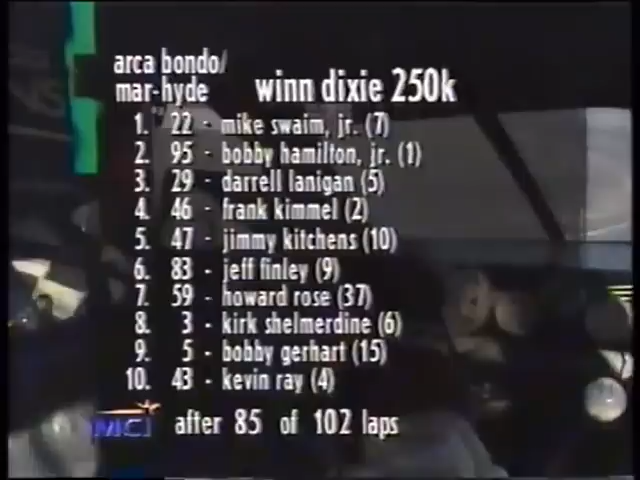 arca bondo/
mar-hyde winn dixie 250k
1. 22 - mike swaim, jr. (7)
2. 95 - bobby hamilton, jr. (1)
3. 29 - darrell lanigan (5)
4. 46 - frank kimmel (2)
5. 47 - jimmy kitchens (10)
6. 83 - jeff finley (9)
7. 59 - howard rose (37)
8. 3 - kirk shelmerdine (6)
9. 5 - bobby gerhart (15)
10. 43 - kevin ray (4)
MCI after 85 of 102 laps